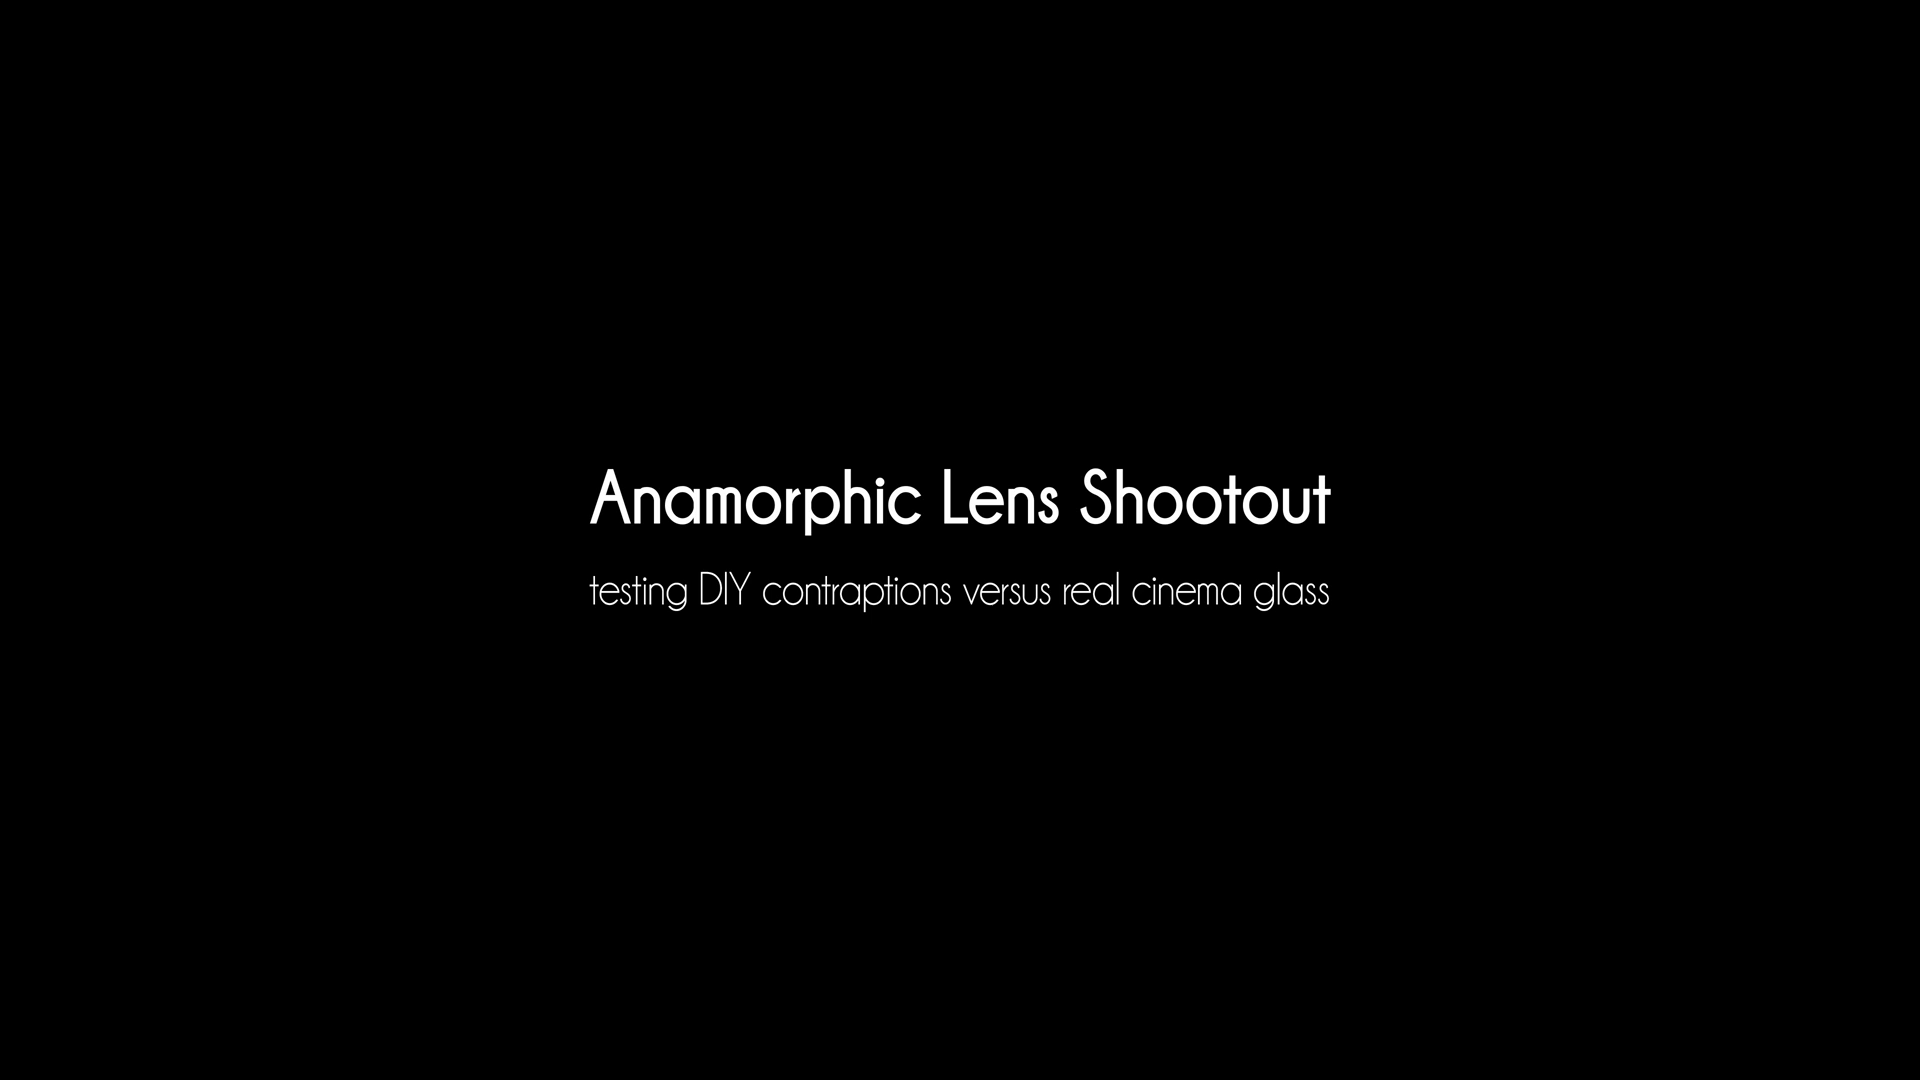 Anamorphic Lens Shootout
testing DIY contraptions versus real cinema glass